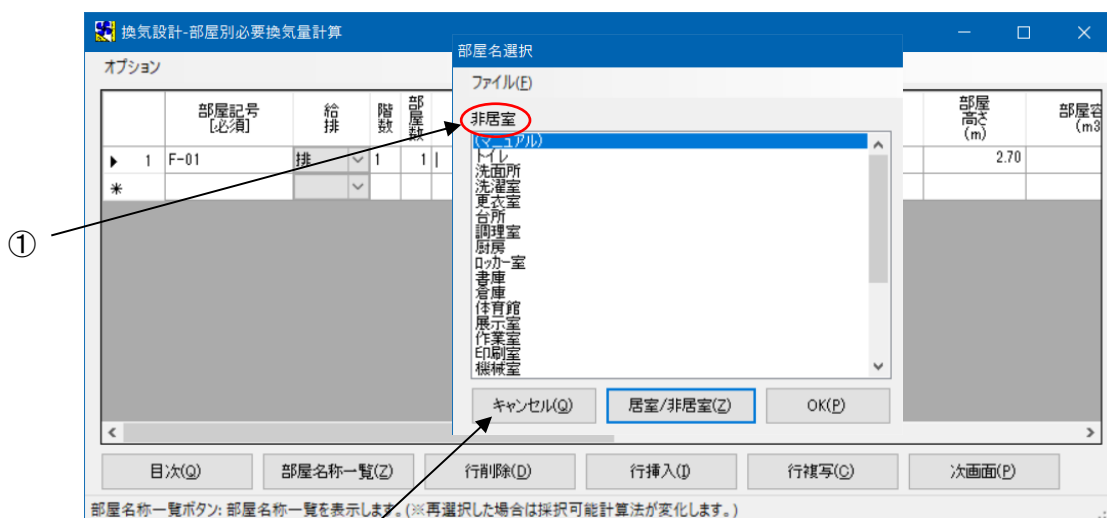 換気設計-部屋別必要換気量計算
部屋名選択
オプション
ファイル(F)
部屋記号
[必須]
給
排
階
数
部
屋
数
部屋
高さ
(m)
部屋容
(m3
1 F-01 排 1 1 2.70
①
非居室
(マニュアル)
トイレ
洗面所
洗濯室
更衣室
台所
調理室
厨房
ロッカー室
書庫
倉庫
体育館
展示室
作業室
印刷室
機械室
キャンセル(Q) 居室/非居室(Z) OK(P)
目次(Q) 部屋名称一覧(Z) 行削除(D) 行挿入(I) 行複写(C) 次画面(P)
部屋名称一覧ボタン: 部屋名称一覧を表示します。(※再選択した場合は採択可能計算法が変化します。)